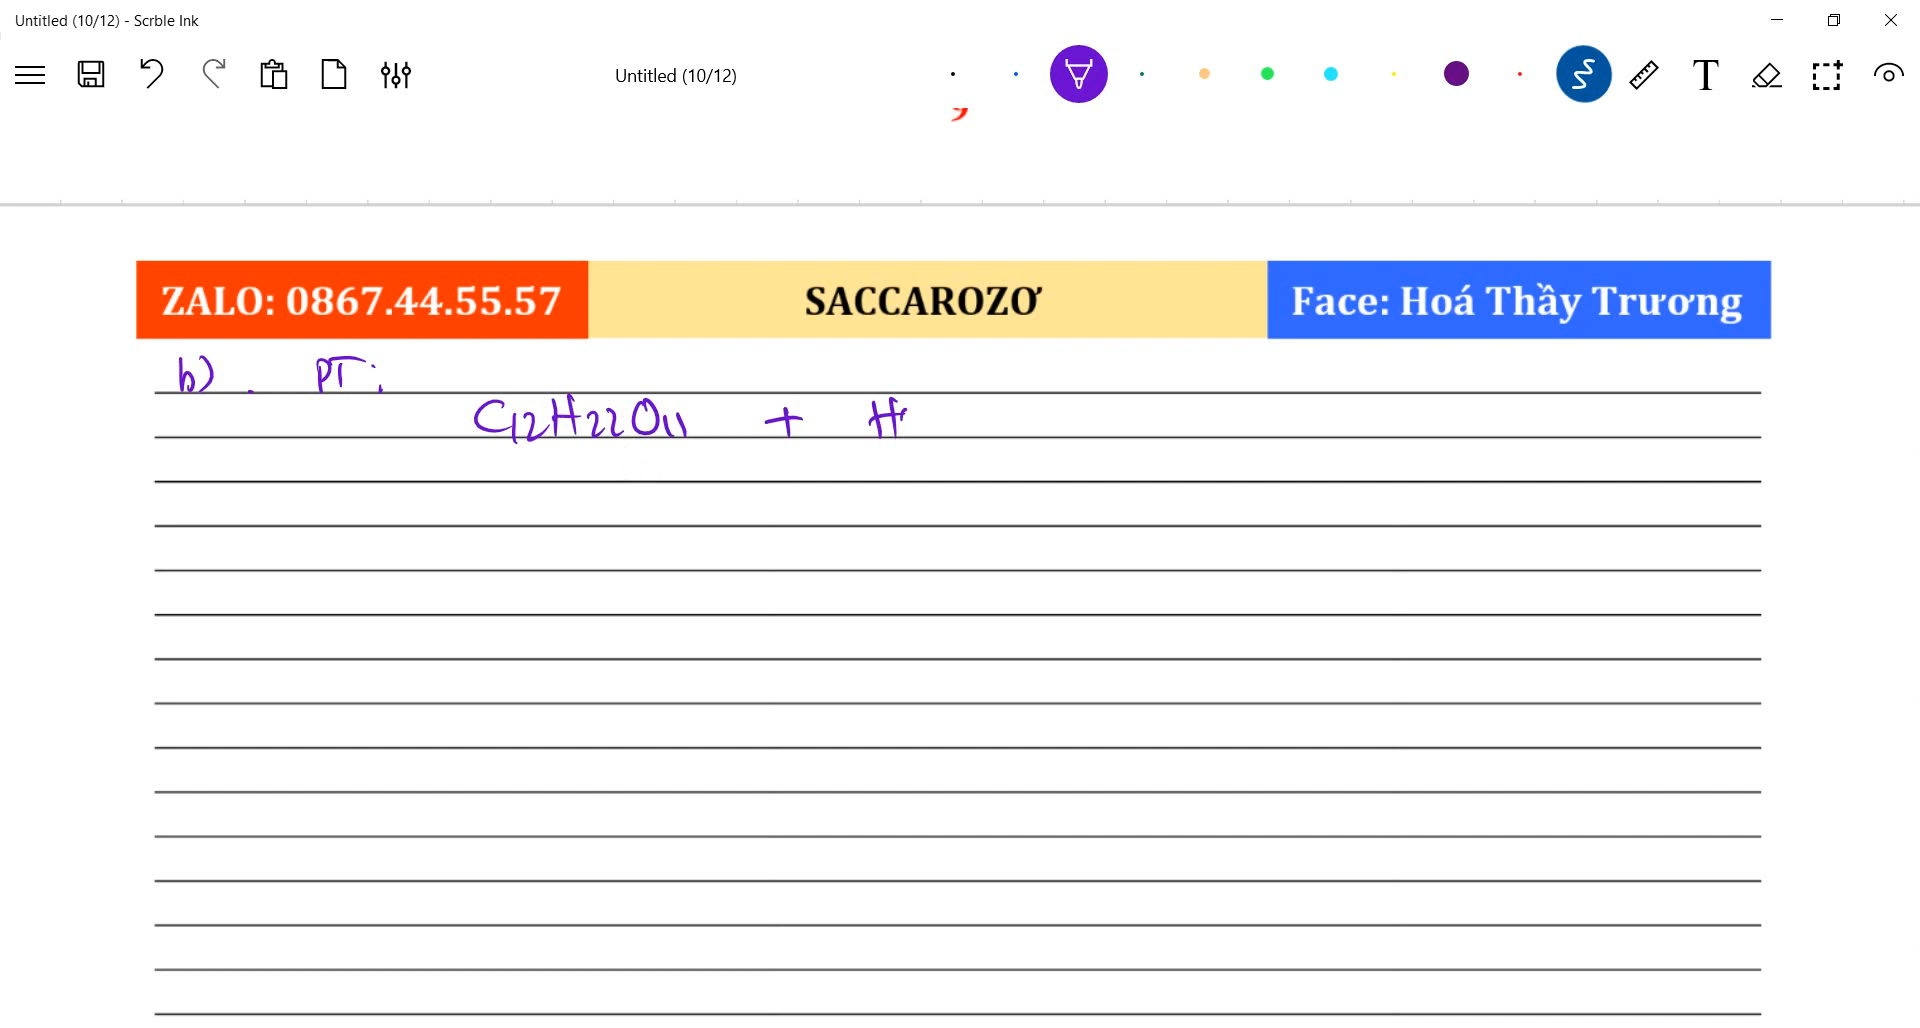 Untitled (10/12) - Scrble Ink
Untitled (10/12)
T
ZALO: 0867.44.55.57
SACCAROZƠ
Face: Hoá Thầy Trương
b). PT:
C12H22O11 + H